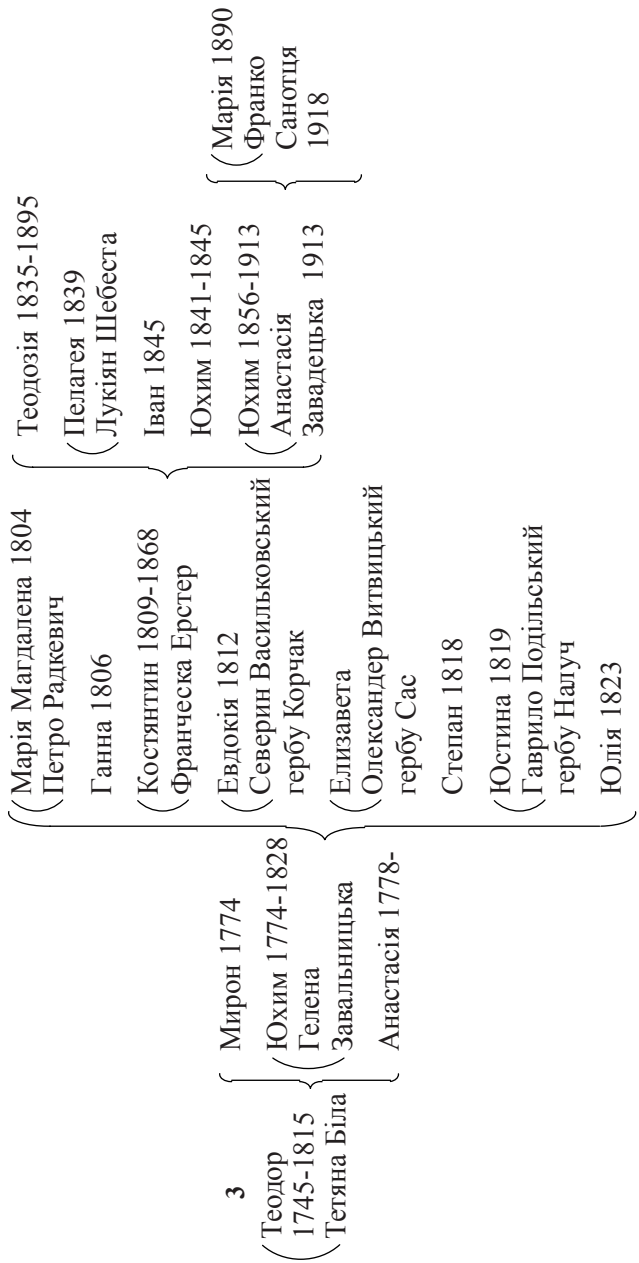 3
Теодор
1745-1815
Тетяна Біла
Мирон 1774
Юхим 1774-1828
Гелена
Завальницька
Анастасія 1778-
Марія Магдалена 1804
Петро Радкевич
Ганна 1806
Костянтин 1809-1868
Франческа Ерстер
Евдокія 1812
Северин Васильковський
гербу Корчак
Елизавета
Олександер Витвицький
гербу Сас
Степан 1818
Юстина 1819
Гаврило Подільський
гербу Налуч
Юлія 1823
Теодозія 1835-1895
Пелагея 1839
Лукіян Шебеста
Іван 1845
Юхим 1841-1845
Юхим 1856-1913
Анастасія
Завадецька 1913
Марія 1890
Франко
Санотця
1918